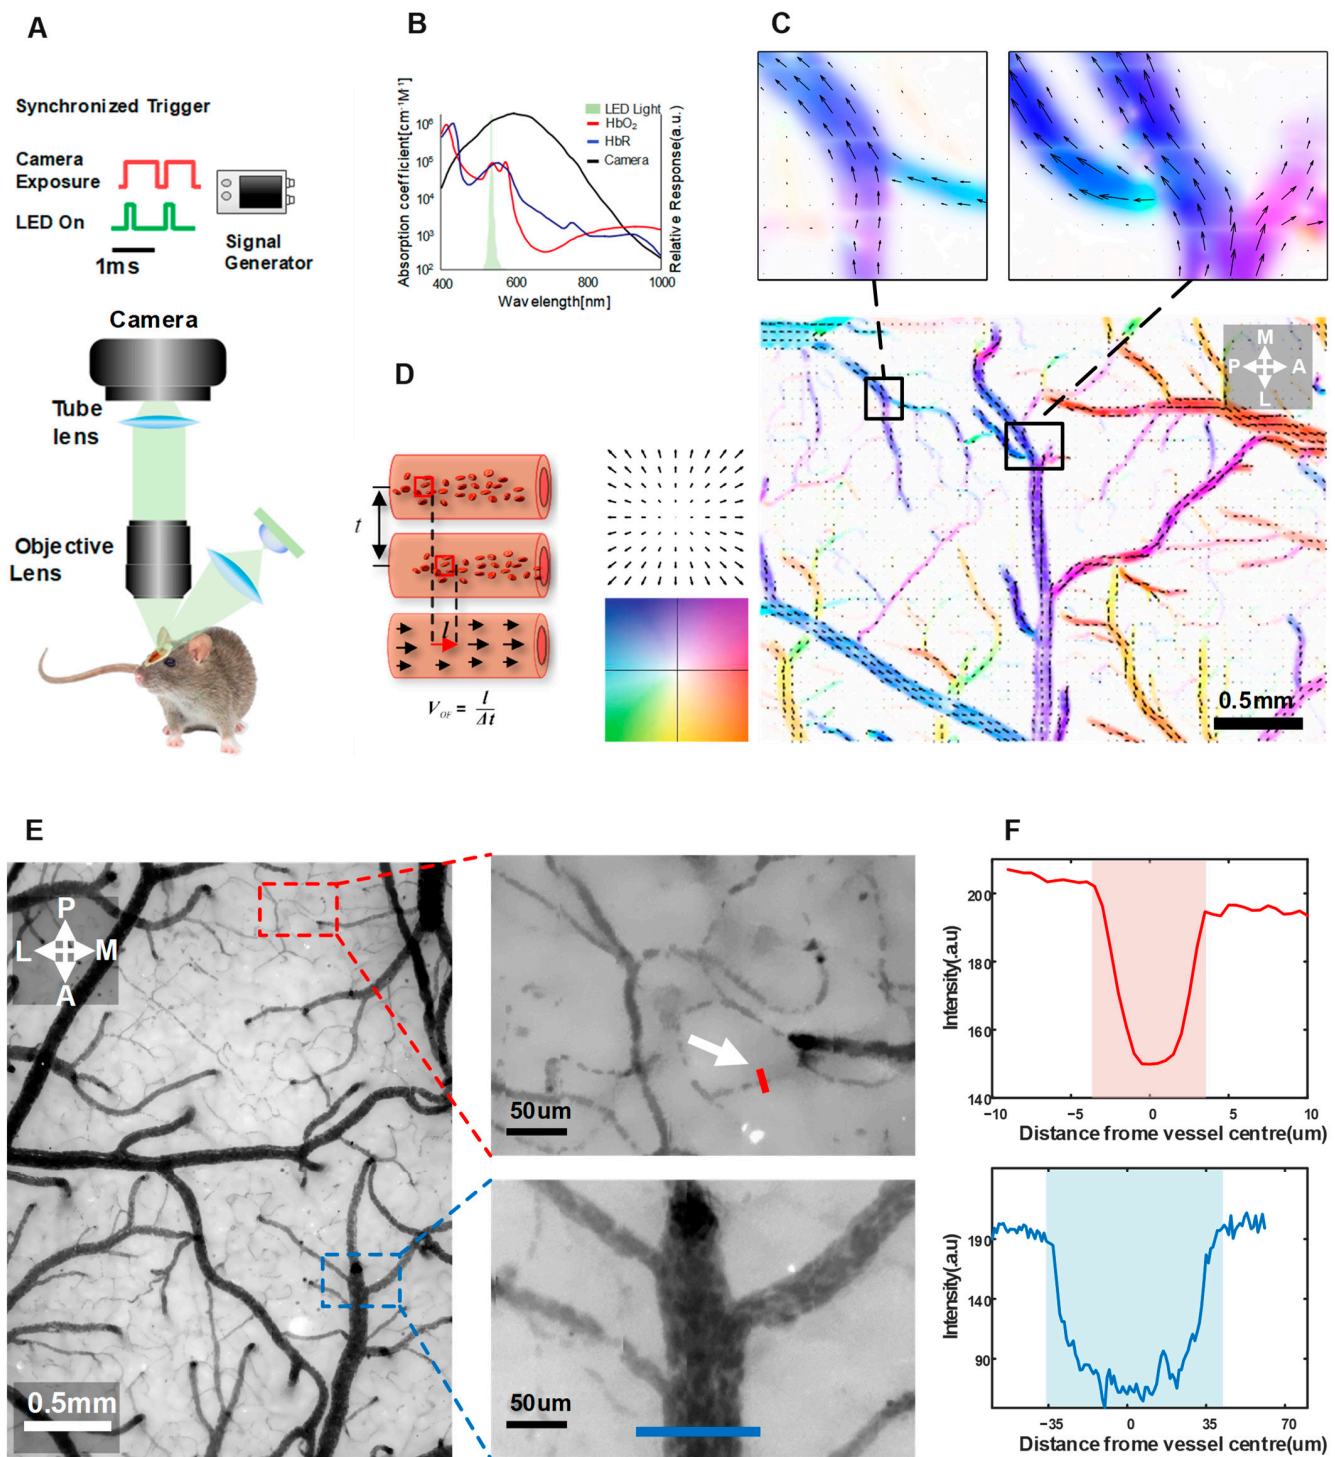 A
Synchronized Trigger
Camera
Exposure
LED On
1ms
Signal
Generator
Camera
Tube
lens
Objective
Lens
B
Absorption coefficient[cm⁻¹M⁻¹]
10⁶
10⁵
10⁴
10³
10²
400
600
800
1000
Wavelength[nm]
Relative Response(a.u.)
LED Light
HbO₂
HbR
Camera
C
M
P
A
L
0.5mm
D
t
l
V_OF = l/Δt
E
P
L
M
A
0.5mm
50um
50um
F
Intensity(.a.u)
200
180
160
140
−10
−5
0
5
10
Distance frome vessel centre(um)
Intensity(.a.u)
190
140
90
−35
0
35
70
Distance frome vessel centre(um)